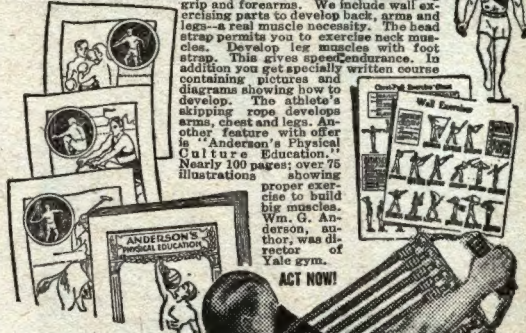 grip and forearms. We include wall ex-
ercising parts to develop back, arms and
legs--a real muscle necessity. The head
strap permits you to exercise neck mus-
cles. Develop leg muscles with foot
strap. This gives speed-endurance. In
addition you get specially written course
containing pictures and
diagrams showing how to
develop. The athlete's
skipping rope develops
arms, chest and legs. An-
other feature with offer
is "Anderson's Physical
Culture Education."
Nearly 100 pages; over 75
illustrations showing
proper exer-
cise to build
big muscles.
Wm. G. An-
derson, au-
thor, was di-
rector of
Yale gym.
ACT NOW!
Chest-Pull Exercise Chart
Wall Exercises
ANDERSON'S
PHYSICAL EDUCATION